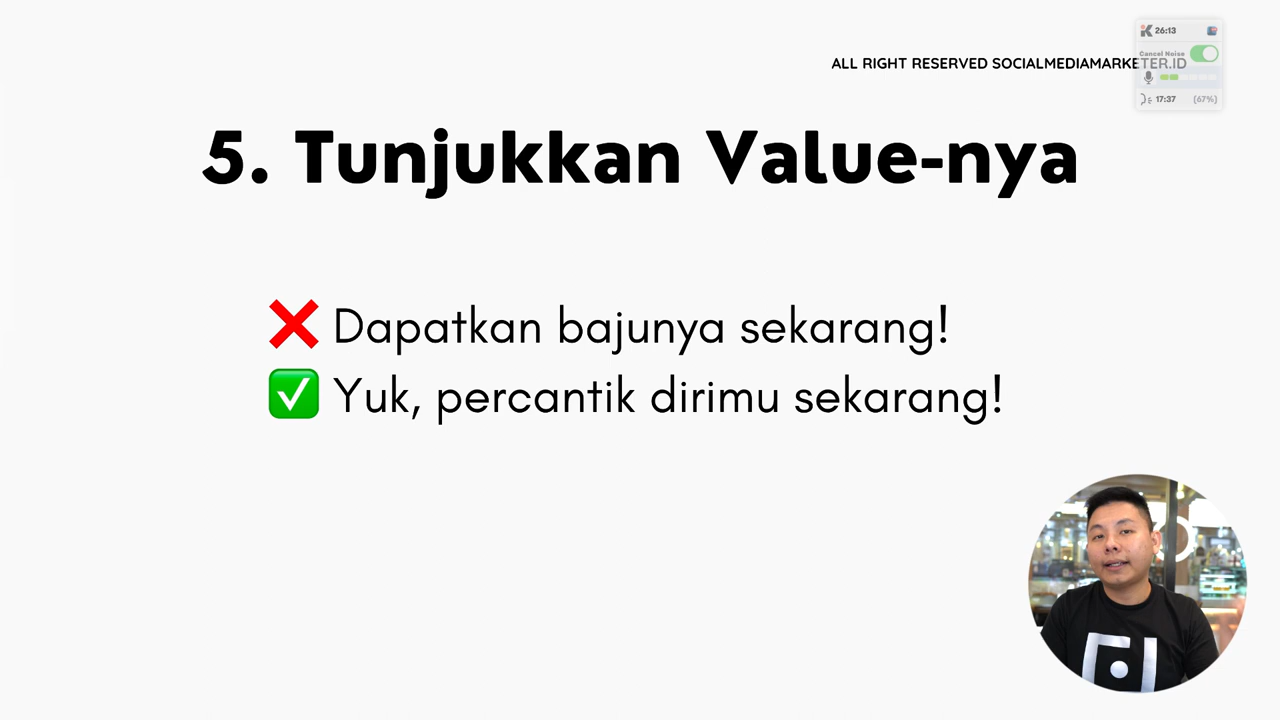 26:13
Cancel Noise
ALL RIGHT RESERVED SOCIALMEDIAMARKETER.ID
17:37 (67%)
5. Tunjukkan Value-nya
❌ Dapatkan bajunya sekarang!
✅ Yuk, percantik dirimu sekarang!